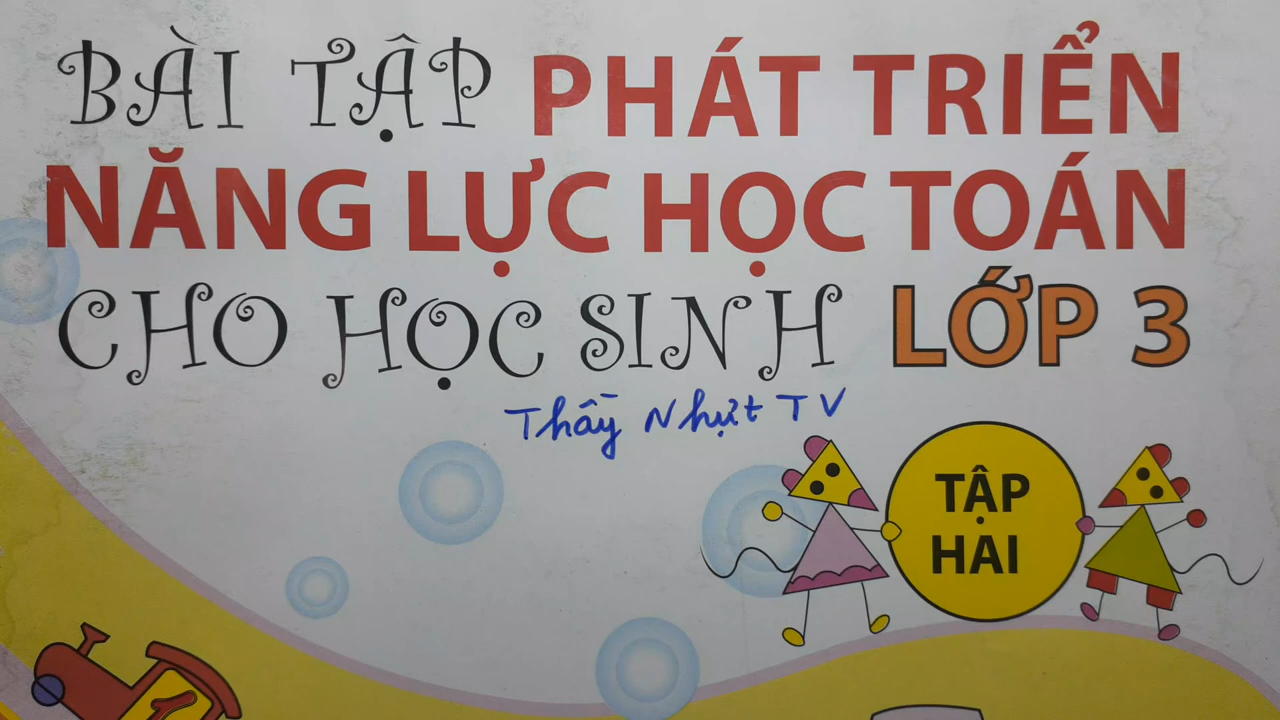 BÀI TẬP PHÁT TRIỂN
NĂNG LỰC HỌC TOÁN
CHO HỌC SINH LỚP 3
Thầy Nhựt TV
TẬP
HAI